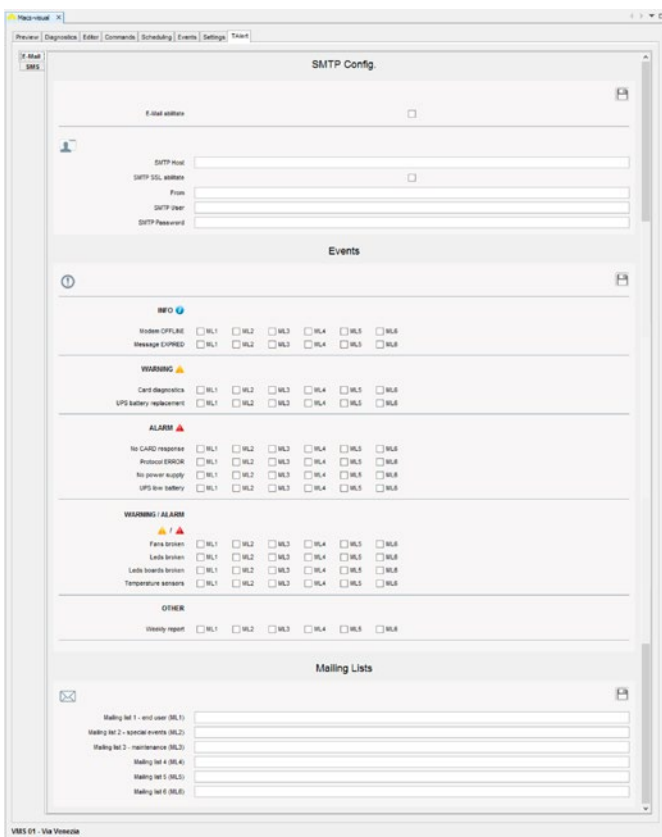 Macs-visual X
Preview Diagnostics Editor Commands Scheduling Events Settings TAlert
E-Mail
SMS
SMTP Config.
E-Mail abilitate
SMTP Host
SMTP SSL abilitate
From
SMTP User
SMTP Password
Events
INFO
Modem OFFLINE ML1 ML2 ML3 ML4 ML5 ML6
Message EXPIRED ML1 ML2 ML3 ML4 ML5 ML6
WARNING
Card diagnostics ML1 ML2 ML3 ML4 ML5 ML6
UPS battery replacement ML1 ML2 ML3 ML4 ML5 ML6
ALARM
No CARD response ML1 ML2 ML3 ML4 ML5 ML6
Protocol ERROR ML1 ML2 ML3 ML4 ML5 ML6
No power supply ML1 ML2 ML3 ML4 ML5 ML6
UPS low battery ML1 ML2 ML3 ML4 ML5 ML6
WARNING / ALARM
/
Fans broken ML1 ML2 ML3 ML4 ML5 ML6
Leds broken ML1 ML2 ML3 ML4 ML5 ML6
Leds boards broken ML1 ML2 ML3 ML4 ML5 ML6
Temperature sensors ML1 ML2 ML3 ML4 ML5 ML6
OTHER
Weekly report ML1 ML2 ML3 ML4 ML5 ML6
Mailing Lists
Mailing list 1 - end user (ML1)
Mailing list 2 - special events (ML2)
Mailing list 3 - maintenance (ML3)
Mailing list 4 (ML4)
Mailing list 5 (ML5)
Mailing list 6 (ML6)
VMS 01 - Via Venezia